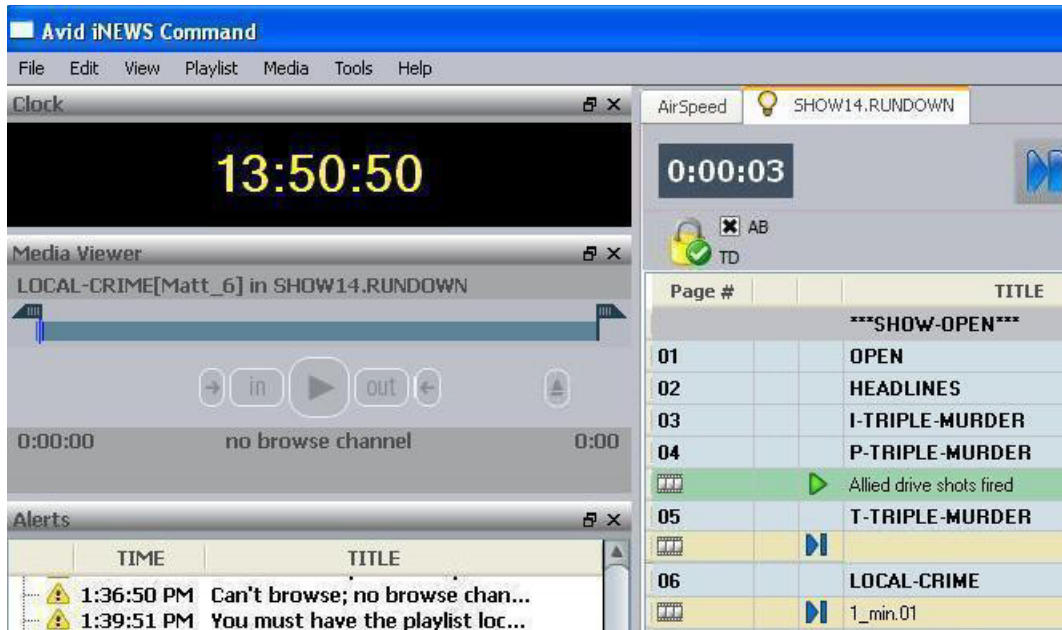 Avid iNEWS Command
File Edit View Playlist Media Tools Help
Clock
13:50:50
Media Viewer
LOCAL-CRIME[Matt_6] in SHOW14.RUNDOWN
in out
0:00:00 no browse channel 0:00
Alerts
TIME TITLE
1:36:50 PM Can't browse; no browse chan...
1:39:51 PM You must have the playlist loc...
AirSpeed SHOW14.RUNDOWN
0:00:03
AB
TD
Page # TITLE
***SHOW-OPEN***
01 OPEN
02 HEADLINES
03 I-TRIPLE-MURDER
04 P-TRIPLE-MURDER
Allied drive shots fired
05 T-TRIPLE-MURDER
06 LOCAL-CRIME
1_min.01